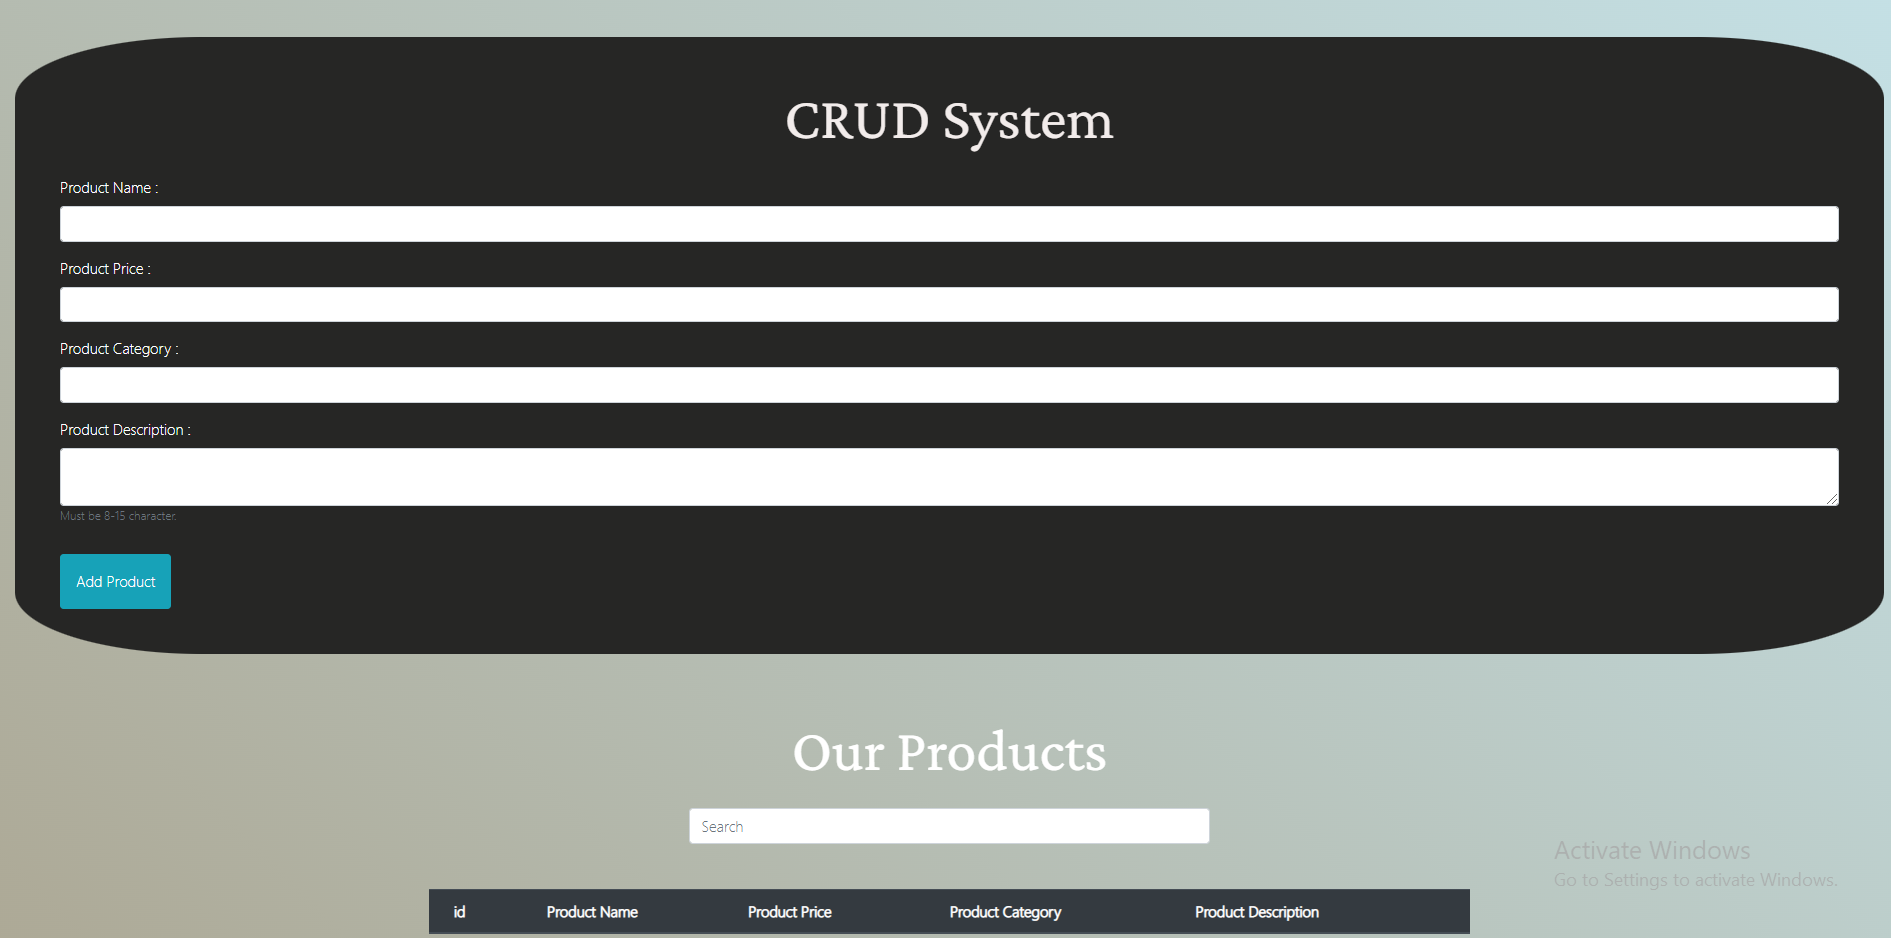 CRUD System
Product Name :
Product Price :
Product Category :
Product Description :
Must be 8-15 character.
Add Product
Our Products
Search
Activate Windows
Go to Settings to activate Windows.
id Product Name Product Price Product Category Product Description